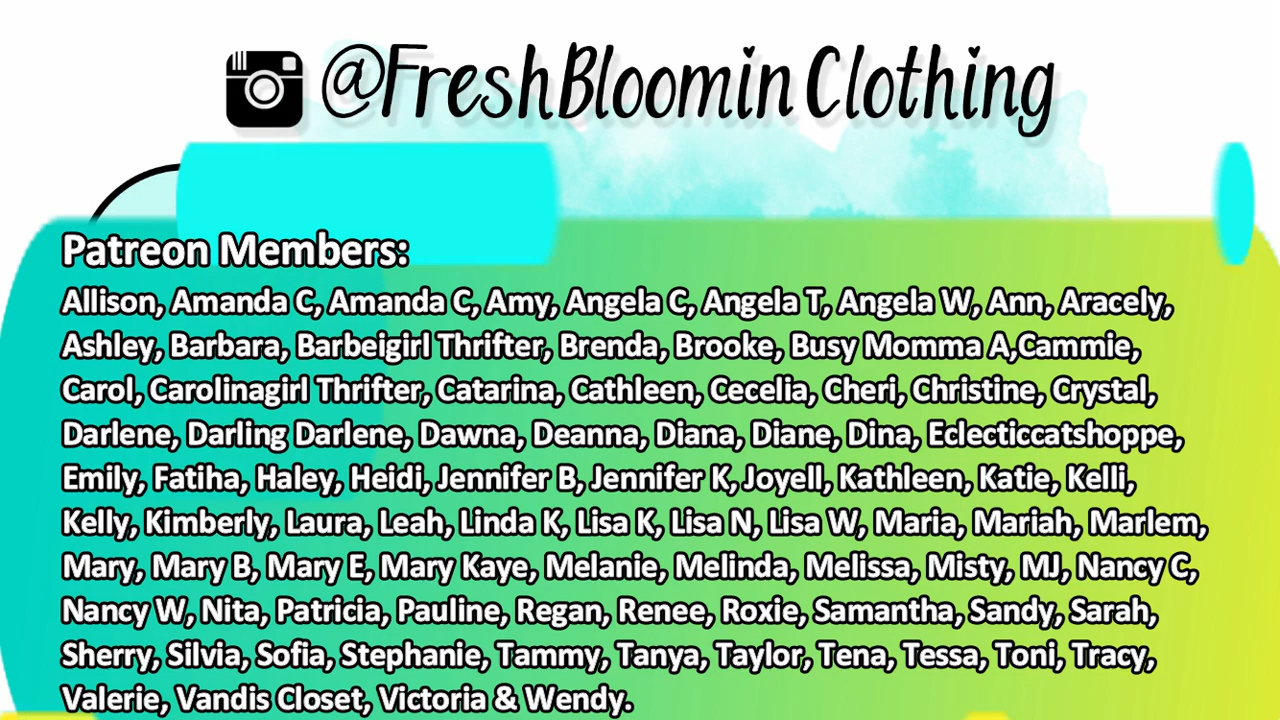 @FreshBloominClothing
Patreon Members:
Allison, Amanda C, Amanda C, Amy, Angela C, Angela T, Angela W, Ann, Aracely,
Ashley, Barbara, Barbeigirl Thrifter, Brenda, Brooke, Busy Momma A,Cammie,
Carol, Carolinagirl Thrifter, Catarina, Cathleen, Cecelia, Cheri, Christine, Crystal,
Darlene, Darling Darlene, Dawna, Deanna, Diana, Diane, Dina, Eclecticcatshoppe,
Emily, Fatiha, Haley, Heidi, Jennifer B, Jennifer K, Joyell, Kathleen, Katie, Kelli,
Kelly, Kimberly, Laura, Leah, Linda K, Lisa K, Lisa N, Lisa W, Maria, Mariah, Marlem,
Mary, Mary B, Mary E, Mary Kaye, Melanie, Melinda, Melissa, Misty, MJ, Nancy C,
Nancy W, Nita, Patricia, Pauline, Regan, Renee, Roxie, Samantha, Sandy, Sarah,
Sherry, Silvia, Sofia, Stephanie, Tammy, Tanya, Taylor, Tena, Tessa, Toni, Tracy,
Valerie, Vandis Closet, Victoria & Wendy.